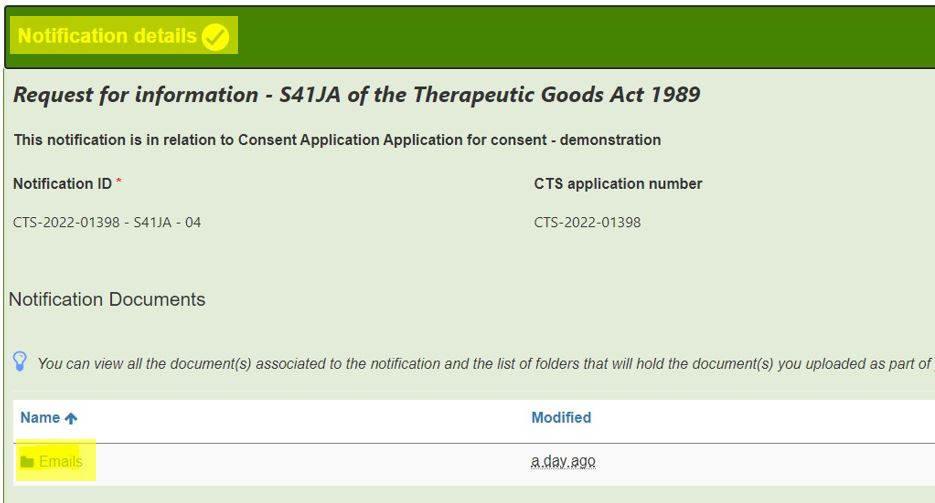 Notification details
Request for information - S41JA of the Therapeutic Goods Act 1989
This notification is in relation to Consent Application Application for consent - demonstration
Notification ID *
CTS application number
CTS-2022-01398 - S41JA - 04
CTS-2022-01398
Notification Documents
You can view all the document(s) associated to the notification and the list of folders that will hold the document(s) you uploaded as part of
Name
Modified
Emails
a day ago